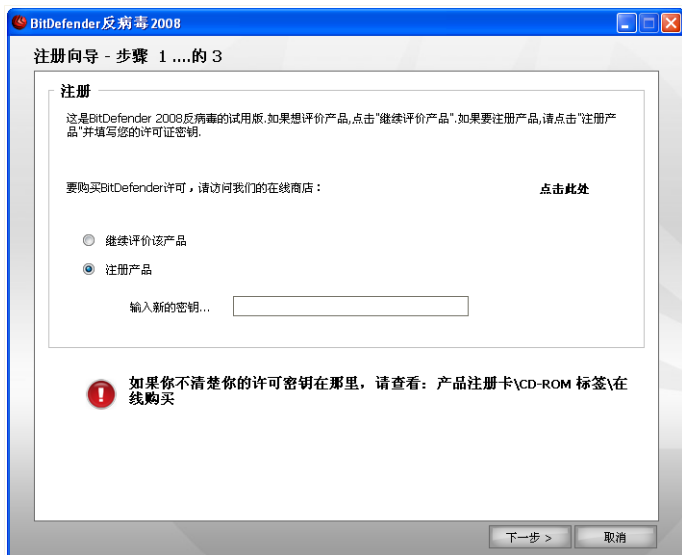 BitDefender反病毒2008
注册向导 - 步骤 1 ....的 3
注册
这是BitDefender 2008反病毒的试用版.如果想评价产品,点击"继续评价产品".如果要注册产品,请点击"注册产
品"并填写您的许可证密钥.
要购买BitDefender许可，请访问我们的在线商店： 点击此处
继续评价该产品
注册产品
输入新的密钥...
如果你不清楚你的许可密钥在那里，请查看：产品注册卡\CD-ROM 标签\在
线购买
下一步 > 取消